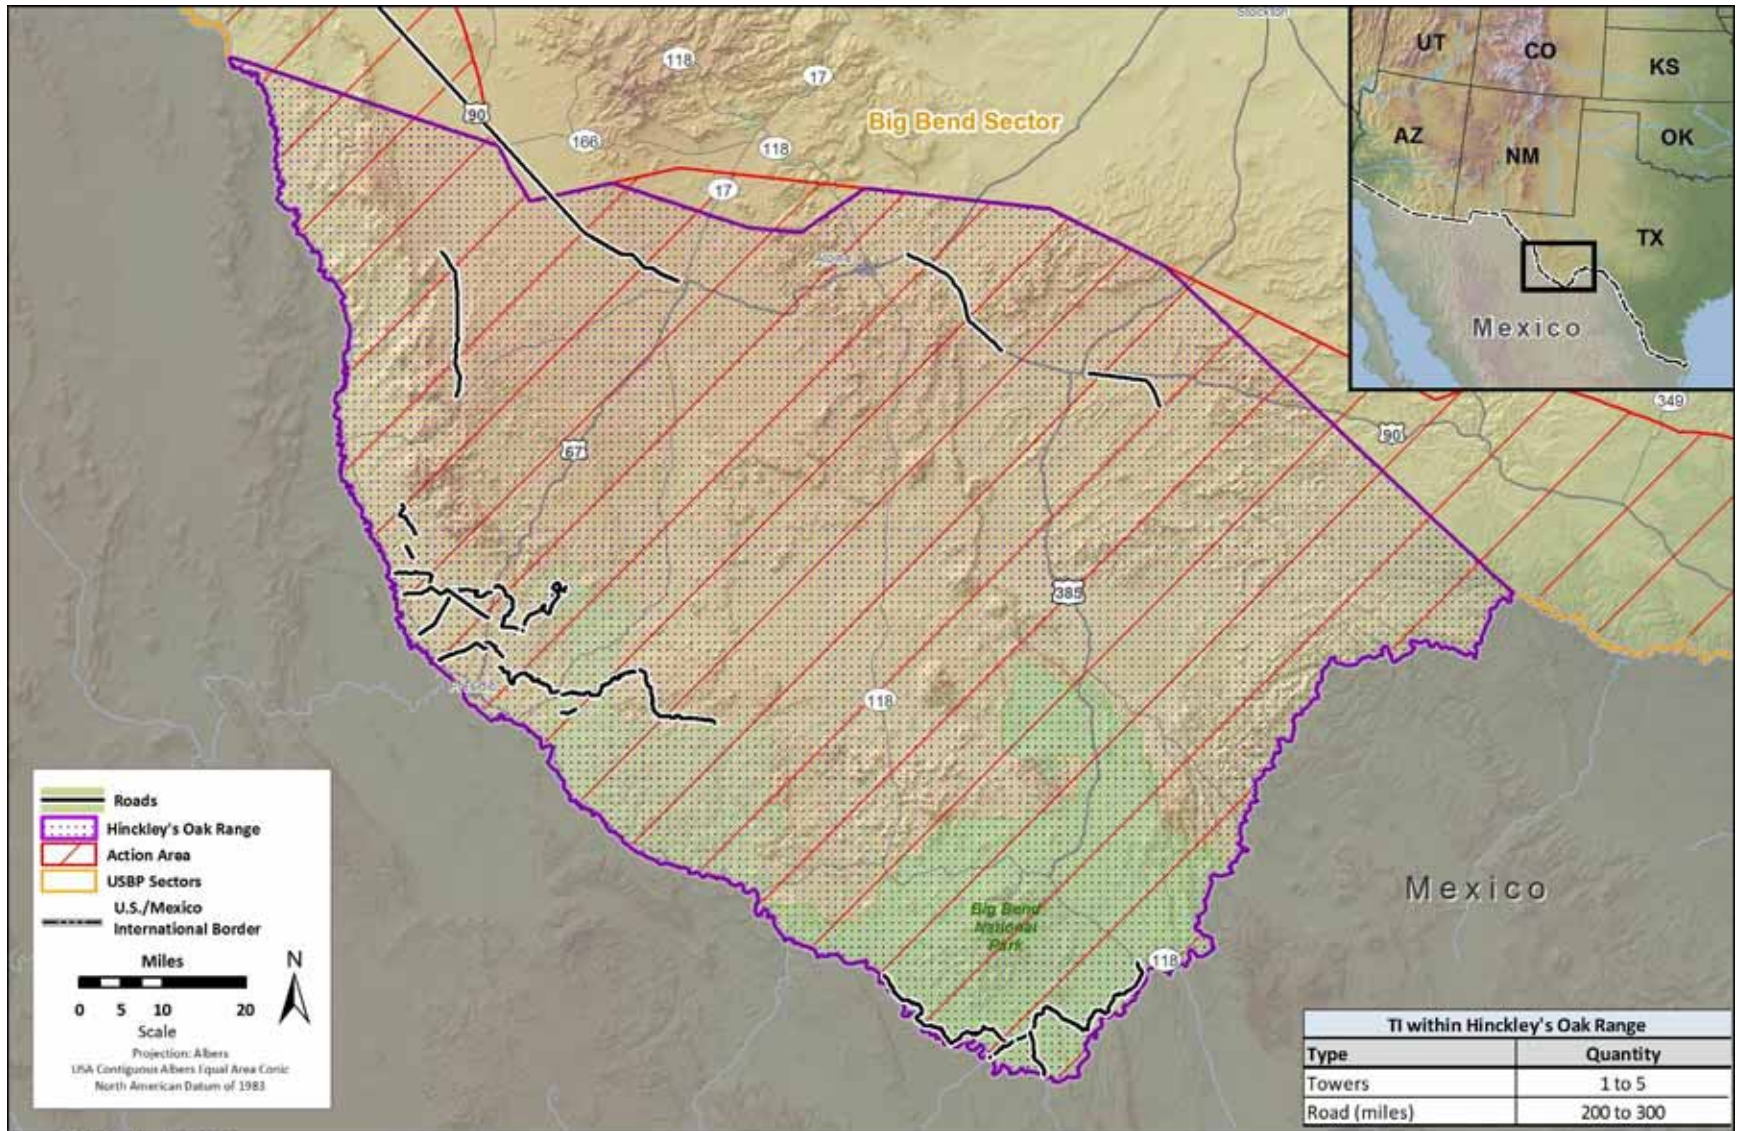 Stockton
118
17
90
166
118
17
Big Bend Sector
UT
CO
KS
AZ
NM
OK
TX
Mexico
Alpine
349
90
67
385
Presidio
118
Big Bend
National
Park
118
Mexico
Roads
Hinckley's Oak Range
Action Area
USBP Sectors
U.S./Mexico
International Border
Miles
N
0 5 10 20
Scale
Projection: Albers
USA Contiguous Albers Equal Area Conic
North American Datum of 1983
TI within Hinckley's Oak Range
Type Quantity
Towers 1 to 5
Road (miles) 200 to 300